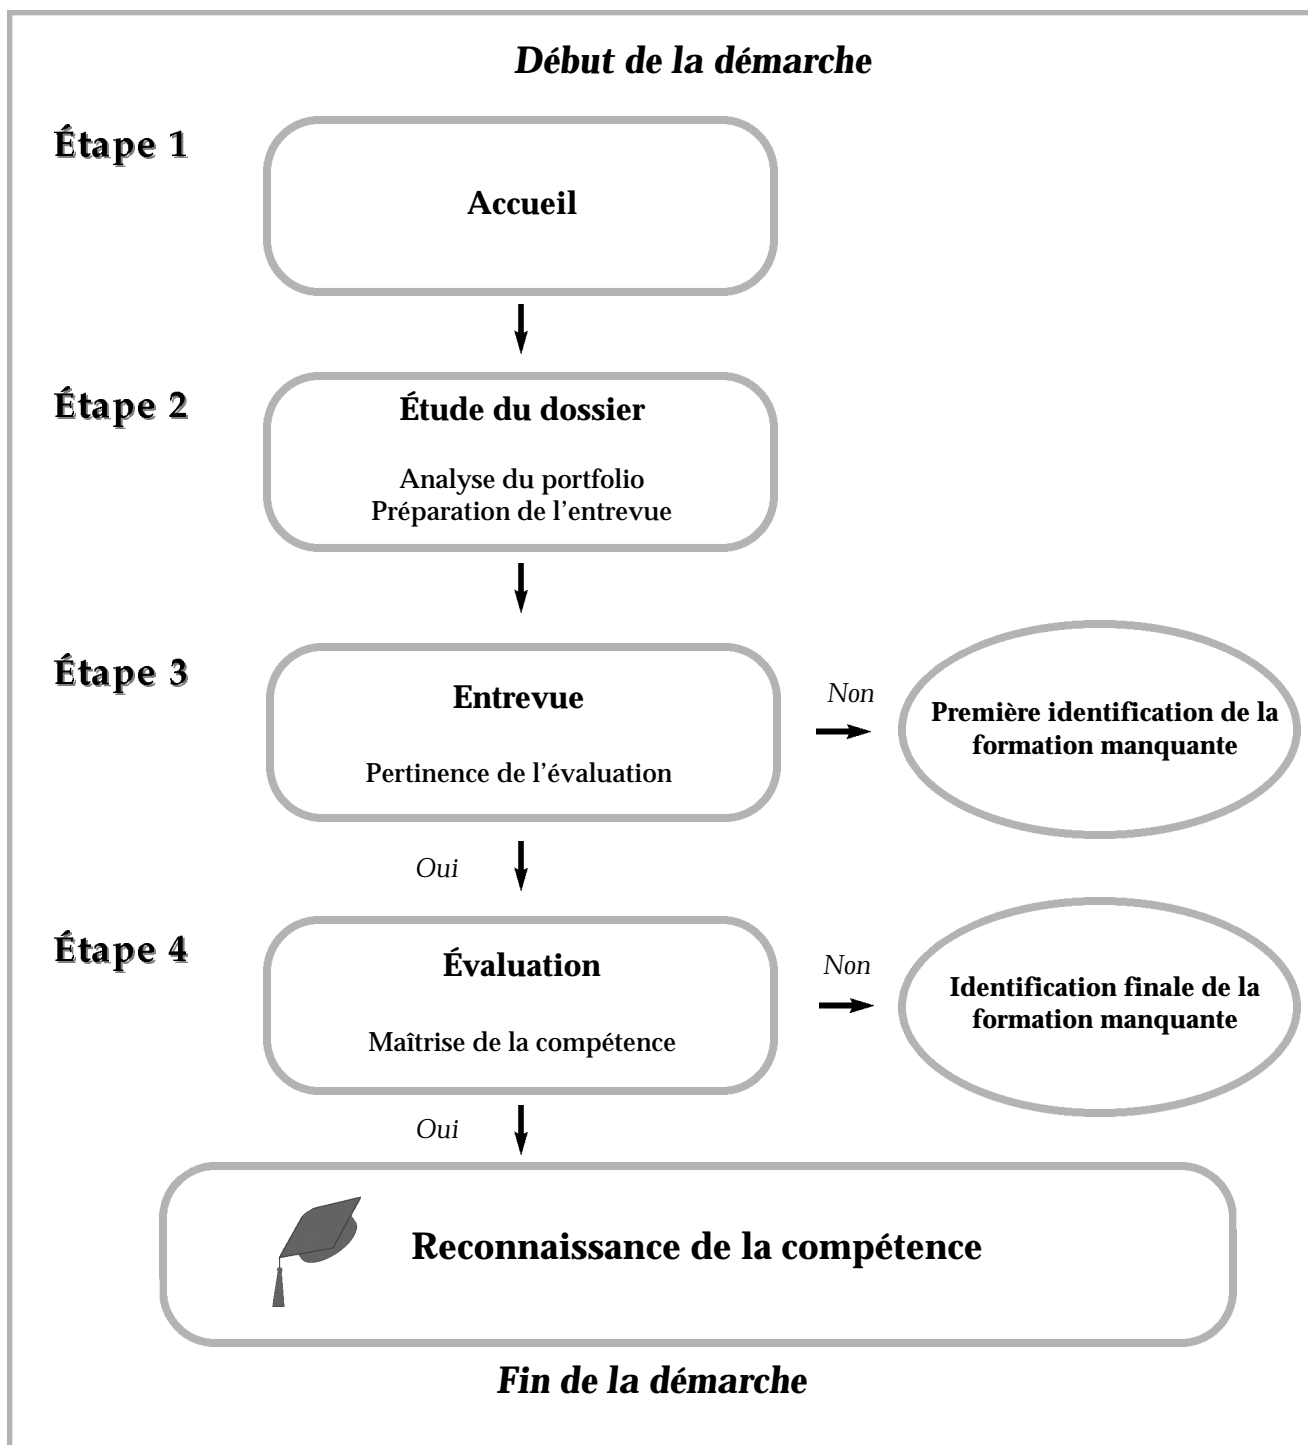 Début de la démarche
Étape 1
Accueil
Étape 2
Étude du dossier
Analyse du portfolio
Préparation de l'entrevue
Étape 3
Entrevue
Pertinence de l'évaluation
Non
Première identification de la
formation manquante
Oui
Étape 4
Évaluation
Maîtrise de la compétence
Non
Identification finale de la
formation manquante
Oui
Reconnaissance de la compétence
Fin de la démarche